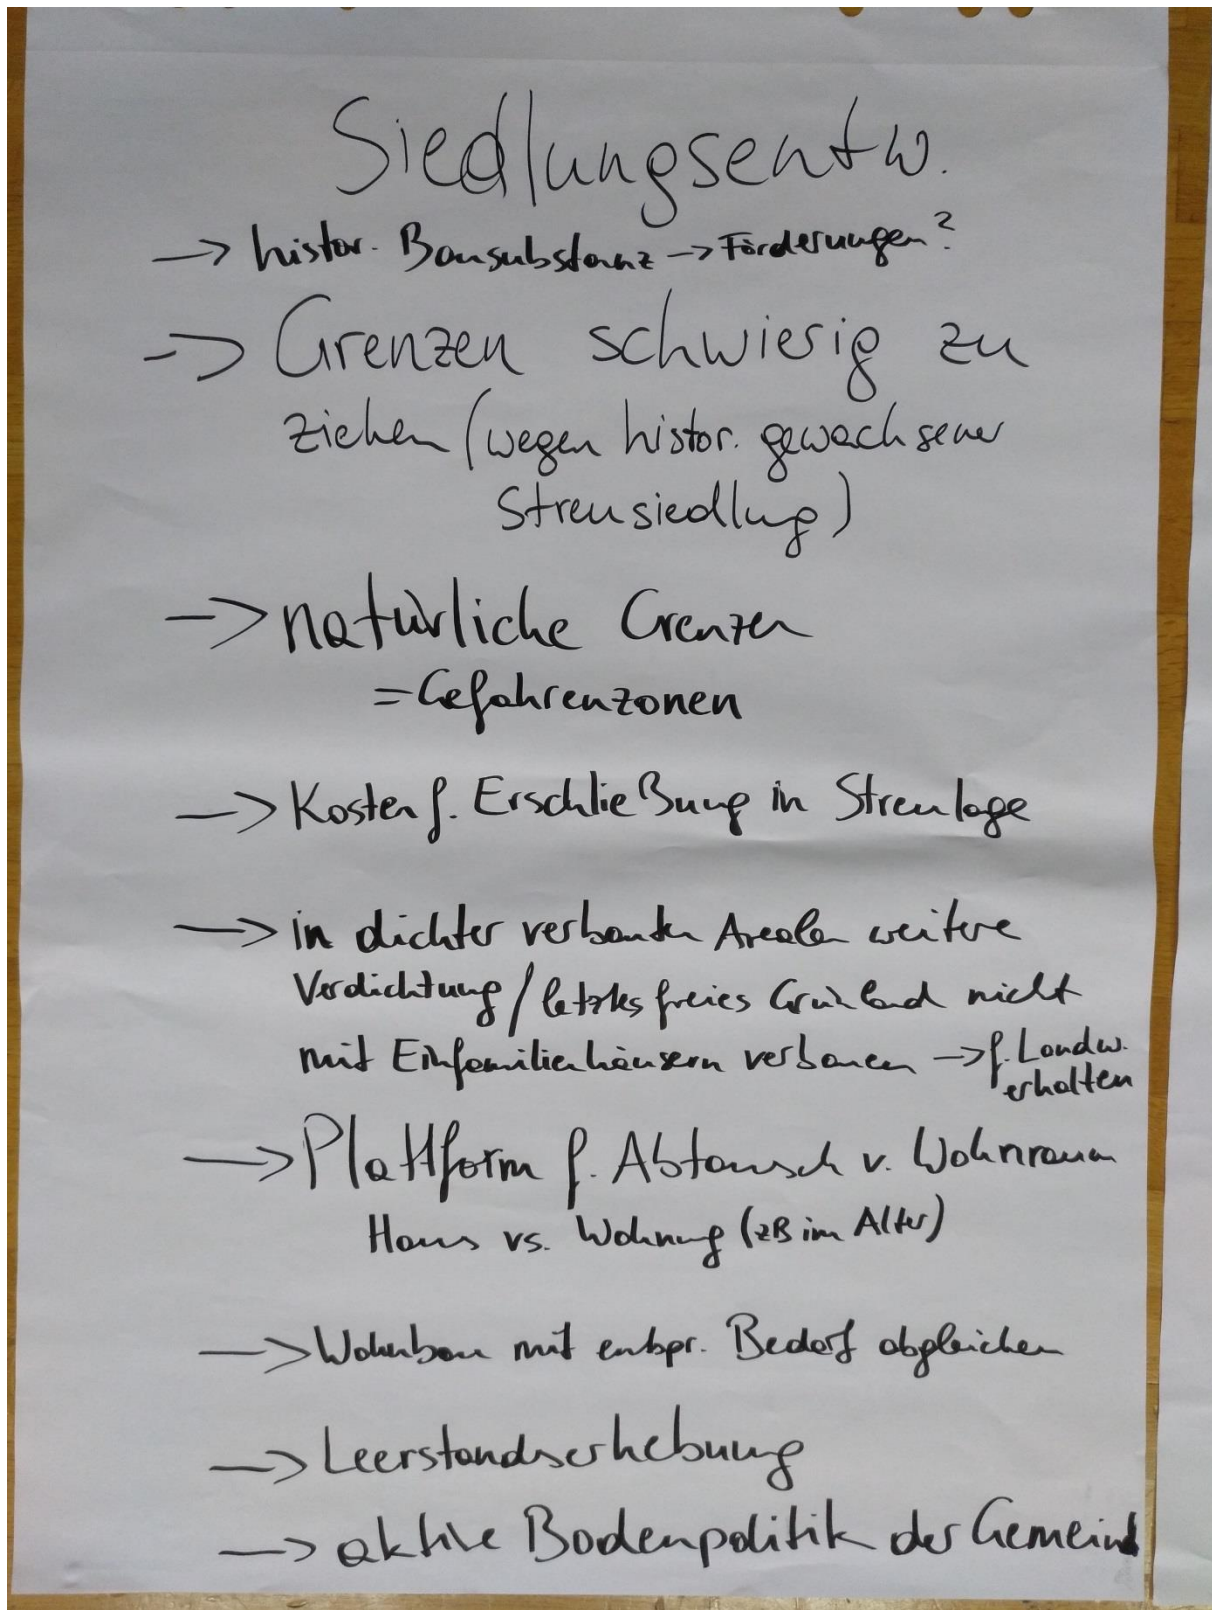 Siedlungsentw.
→ histor. Bausubstanz → Förderungen?
→ Grenzen schwierig zu
ziehen (wegen histor. gewachsener
Streusiedlung)
→ natürliche Grenzen
= Gefahrenzonen
→ Kosten f. Erschließung in Streulage
→ in dichter verbauten Arealen weitere
Verdichtung / letztes freies Grünland nicht
mit Einfamilienhäusern verbauen → f. Landw.
erhalten
→ Plattform f. Abtausch v. Wohnraum
Haus vs. Wohnung (zB im Alter)
→ Wohnbau mit entspr. Bedarf abgleichen
→ Leerstandserhebung
→ aktive Bodenpolitik der Gemeind